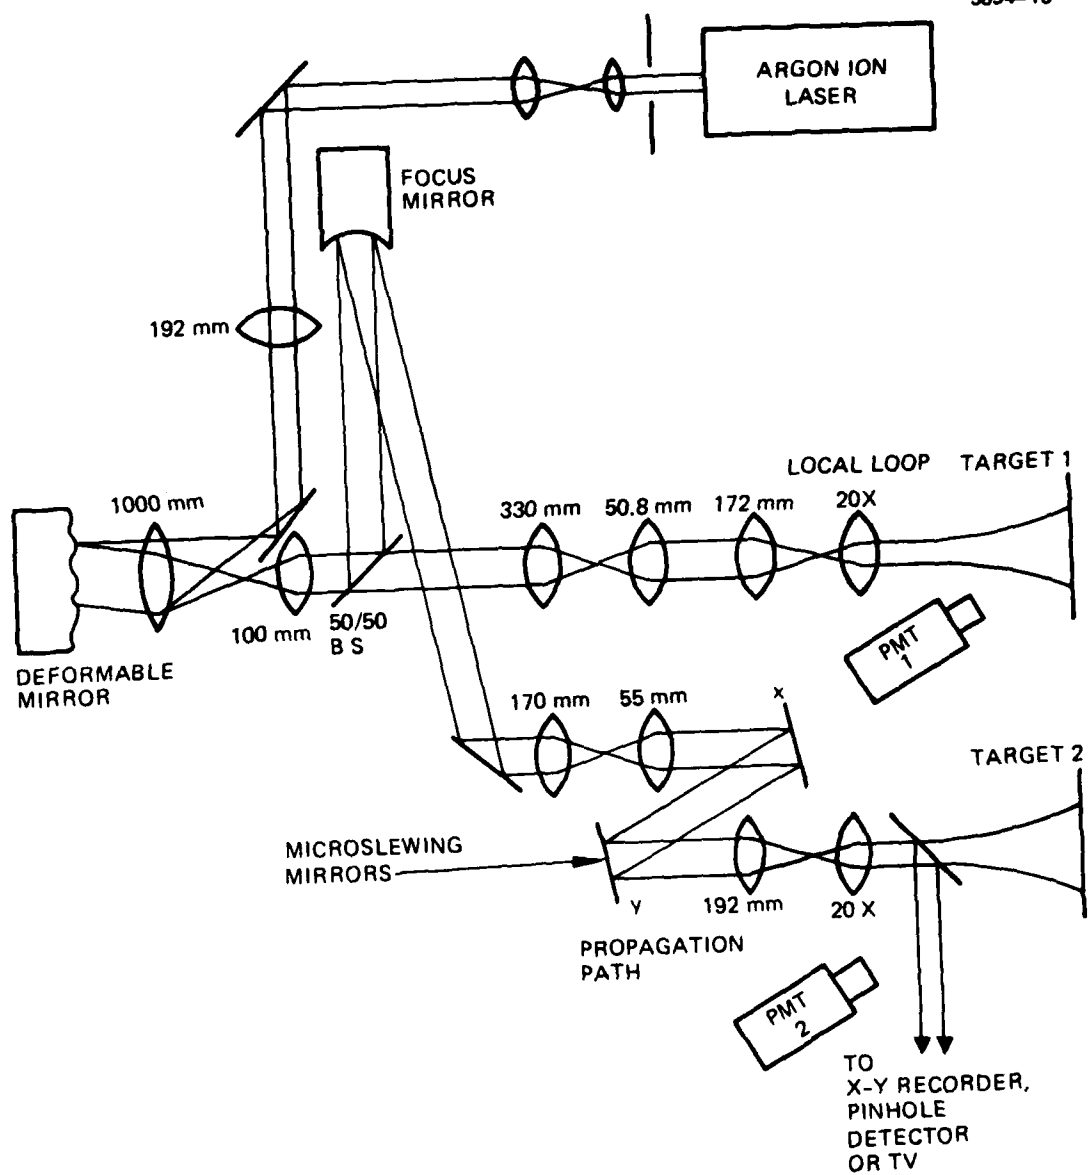 ARGON ION
LASER
FOCUS
MIRROR
192 mm
LOCAL LOOP
TARGET 1
1000 mm
330 mm
50.8 mm
172 mm
20X
100 mm
50/50
B S
DEFORMABLE
MIRROR
PMT
1
170 mm
55 mm
x
TARGET 2
MICROSLEWING
MIRRORS
y
192 mm
20 X
PROPAGATION
PATH
PMT
2
TO
X-Y RECORDER,
PINHOLE
DETECTOR
OR TV